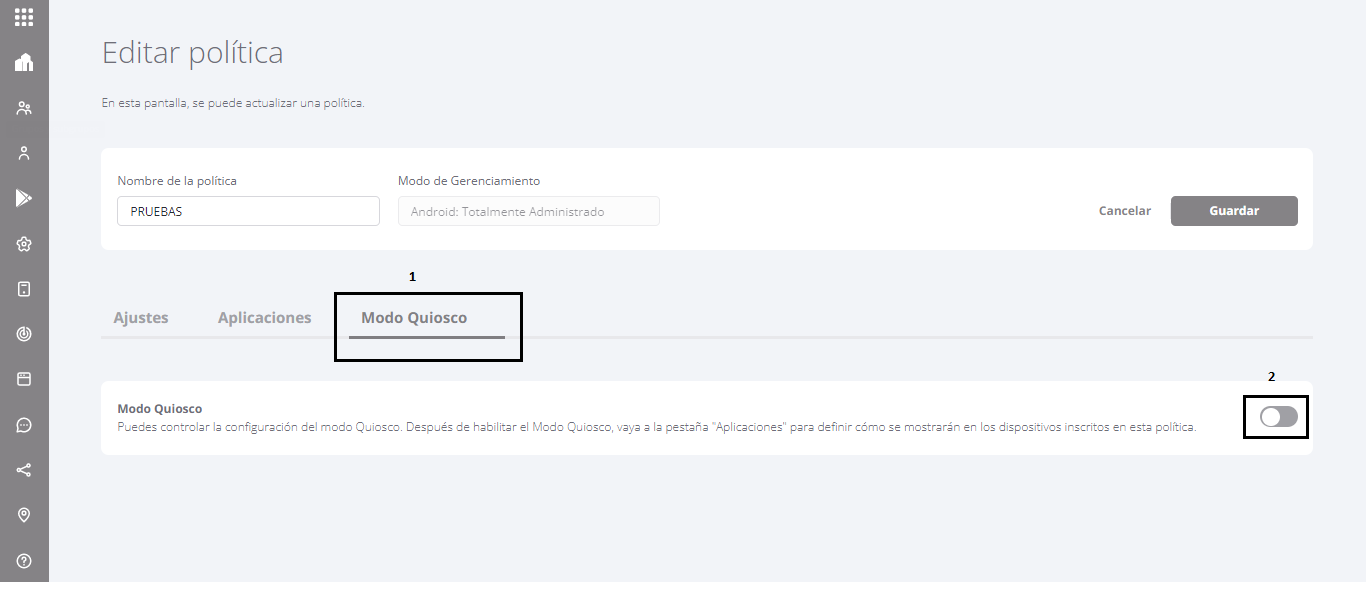 Editar política
En esta pantalla, se puede actualizar una política.
Nombre de la política
Modo de Gerenciamiento
PRUEBAS
Android: Totalmente Administrado
Cancelar
Guardar
1
Ajustes
Aplicaciones
Modo Quiosco
2
Modo Quiosco
Puedes controlar la configuración del modo Quiosco. Después de habilitar el Modo Quiosco, vaya a la pestaña "Aplicaciones" para definir cómo se mostrarán en los dispositivos inscritos en esta política.